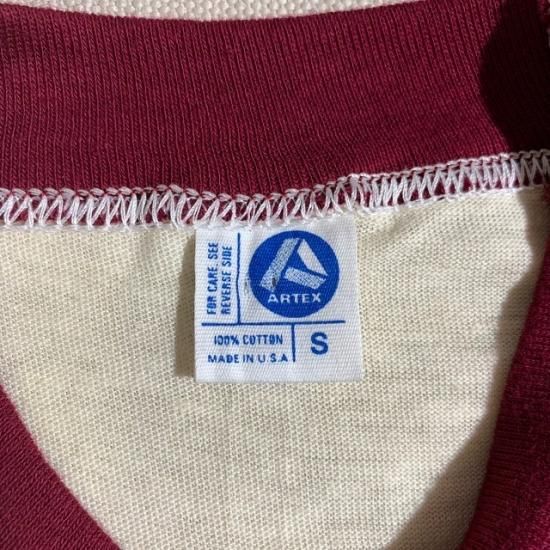 FOR CARE, SEE
REVERSE SIDE
ARTEX
100% COTTON
MADE IN U.S.A
S